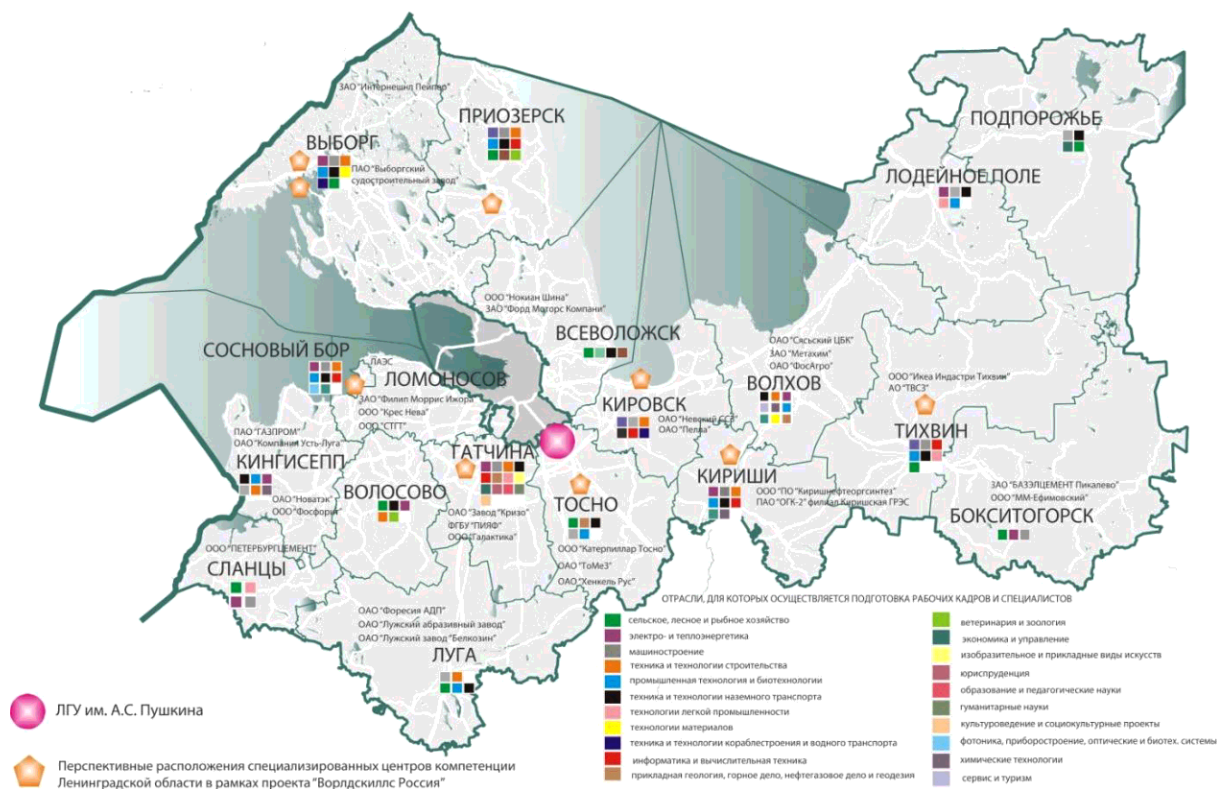 ЗАО "Интернешнл Пейпер"
ПРИОЗЕРСК
ВЫБОРГ
ПАО "Выборгский
судостроительный завод"
ПОДПОРОЖЬЕ
ЛОДЕЙНОЕ ПОЛЕ
ООО "Нокиан Шина"
ЗАО "Форд Моторс Компани"
ВСЕВОЛОЖСК
СОСНОВЫЙ БОР
ЛАЭС
ЛОМОНОСОВ
ЗАО "Филип Моррис Ижора"
ООО "Крес Нева"
ООО "СТГТ"
ОАО "Сясьский ЦБК"
ЗАО "Метахим"
ОАО "ФосАгро"
ВОЛХОВ
ООО "Икеа Индастри Тихвин"
АО "ТВСЗ"
ТИХВИН
КИРОВСК
ОАО "Невский ССЗ"
ОАО "Пелла"
ПАО "ГАЗПРОМ"
ОАО "Компания Усть-Луга"
КИНГИСЕПП
ОАО "Новатэк"
ООО "Фосфорит"
ВОЛОСОВО
ГАТЧИНА
ОАО "Завод "Кризо"
ФГБУ "ПИЯФ"
ООО "Галактика"
ТОСНО
ООО "Катерпиллар Тосно"
ОАО "ТоМеЗ"
ОАО "Хенкель Рус"
КИРИШИ
ООО "ПО "Киришнефтеоргсинтез"
ПАО "ОГК-2" филиал Киришская ГРЭС
ЗАО "БАЗЭЛЦЕМЕНТ Пикалево"
ООО "ММ-Ефимовский"
БОКСИТОГОРСК
ООО "ПЕТЕРБУРГЦЕМЕНТ"
СЛАНЦЫ
ОАО "Форесия АДП"
ОАО "Лужский абразивный завод"
ОАО "Лужский завод "Белкозин"
ЛУГА
ОТРАСЛИ, ДЛЯ КОТОРЫХ ОСУЩЕСТВЛЯЕТСЯ ПОДГОТОВКА РАБОЧИХ КАДРОВ И СПЕЦИАЛИСТОВ
сельское, лесное и рыбное хозяйство
электро- и теплоэнергетика
машиностроение
техника и технологии строительства
промышленная технология и биотехнологии
техника и технологии наземного транспорта
технологии легкой промышленности
технологии материалов
техника и технологии кораблестроения и водного транспорта
информатика и вычислительная техника
прикладная геология, горное дело, нефтегазовое дело и геодезия
ветеринария и зоология
экономика и управление
изобразительное и прикладные виды искусств
юриспруденция
образование и педагогические науки
гуманитарные науки
культуроведение и социокультурные проекты
фотоника, приборостроение, оптические и биотех. системы
химические технологии
сервис и туризм
ЛГУ им. А.С. Пушкина
Перспективные расположения специализированных центров компетенции
Ленинградской области в рамках проекта "Ворлдскиллс Россия"